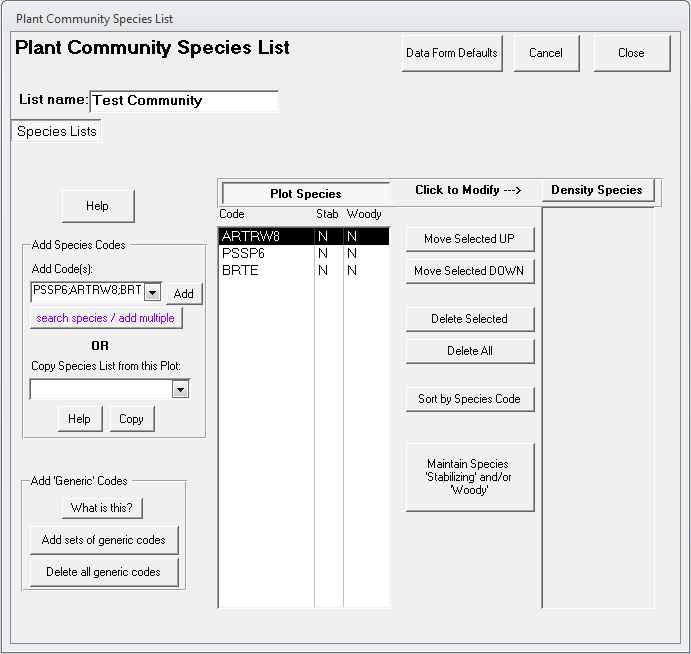 Plant Community Species List
Plant Community Species List
Data Form Defaults
Cancel
Close
List name: Test Community
Species Lists
Help
Plot Species
Click to Modify --->
Density Species
Code Stab Woody
ARTRW8 N N
PSSP6 N N
BRTE N N
Add Species Codes
Add Code(s):
PSSP6;ARTRW8;BRT
Add
search species / add multiple
OR
Copy Species List from this Plot:
Help
Copy
Add 'Generic' Codes
What is this?
Add sets of generic codes
Delete all generic codes
Move Selected UP
Move Selected DOWN
Delete Selected
Delete All
Sort by Species Code
Maintain Species
'Stabilizing' and/or
'Woody'